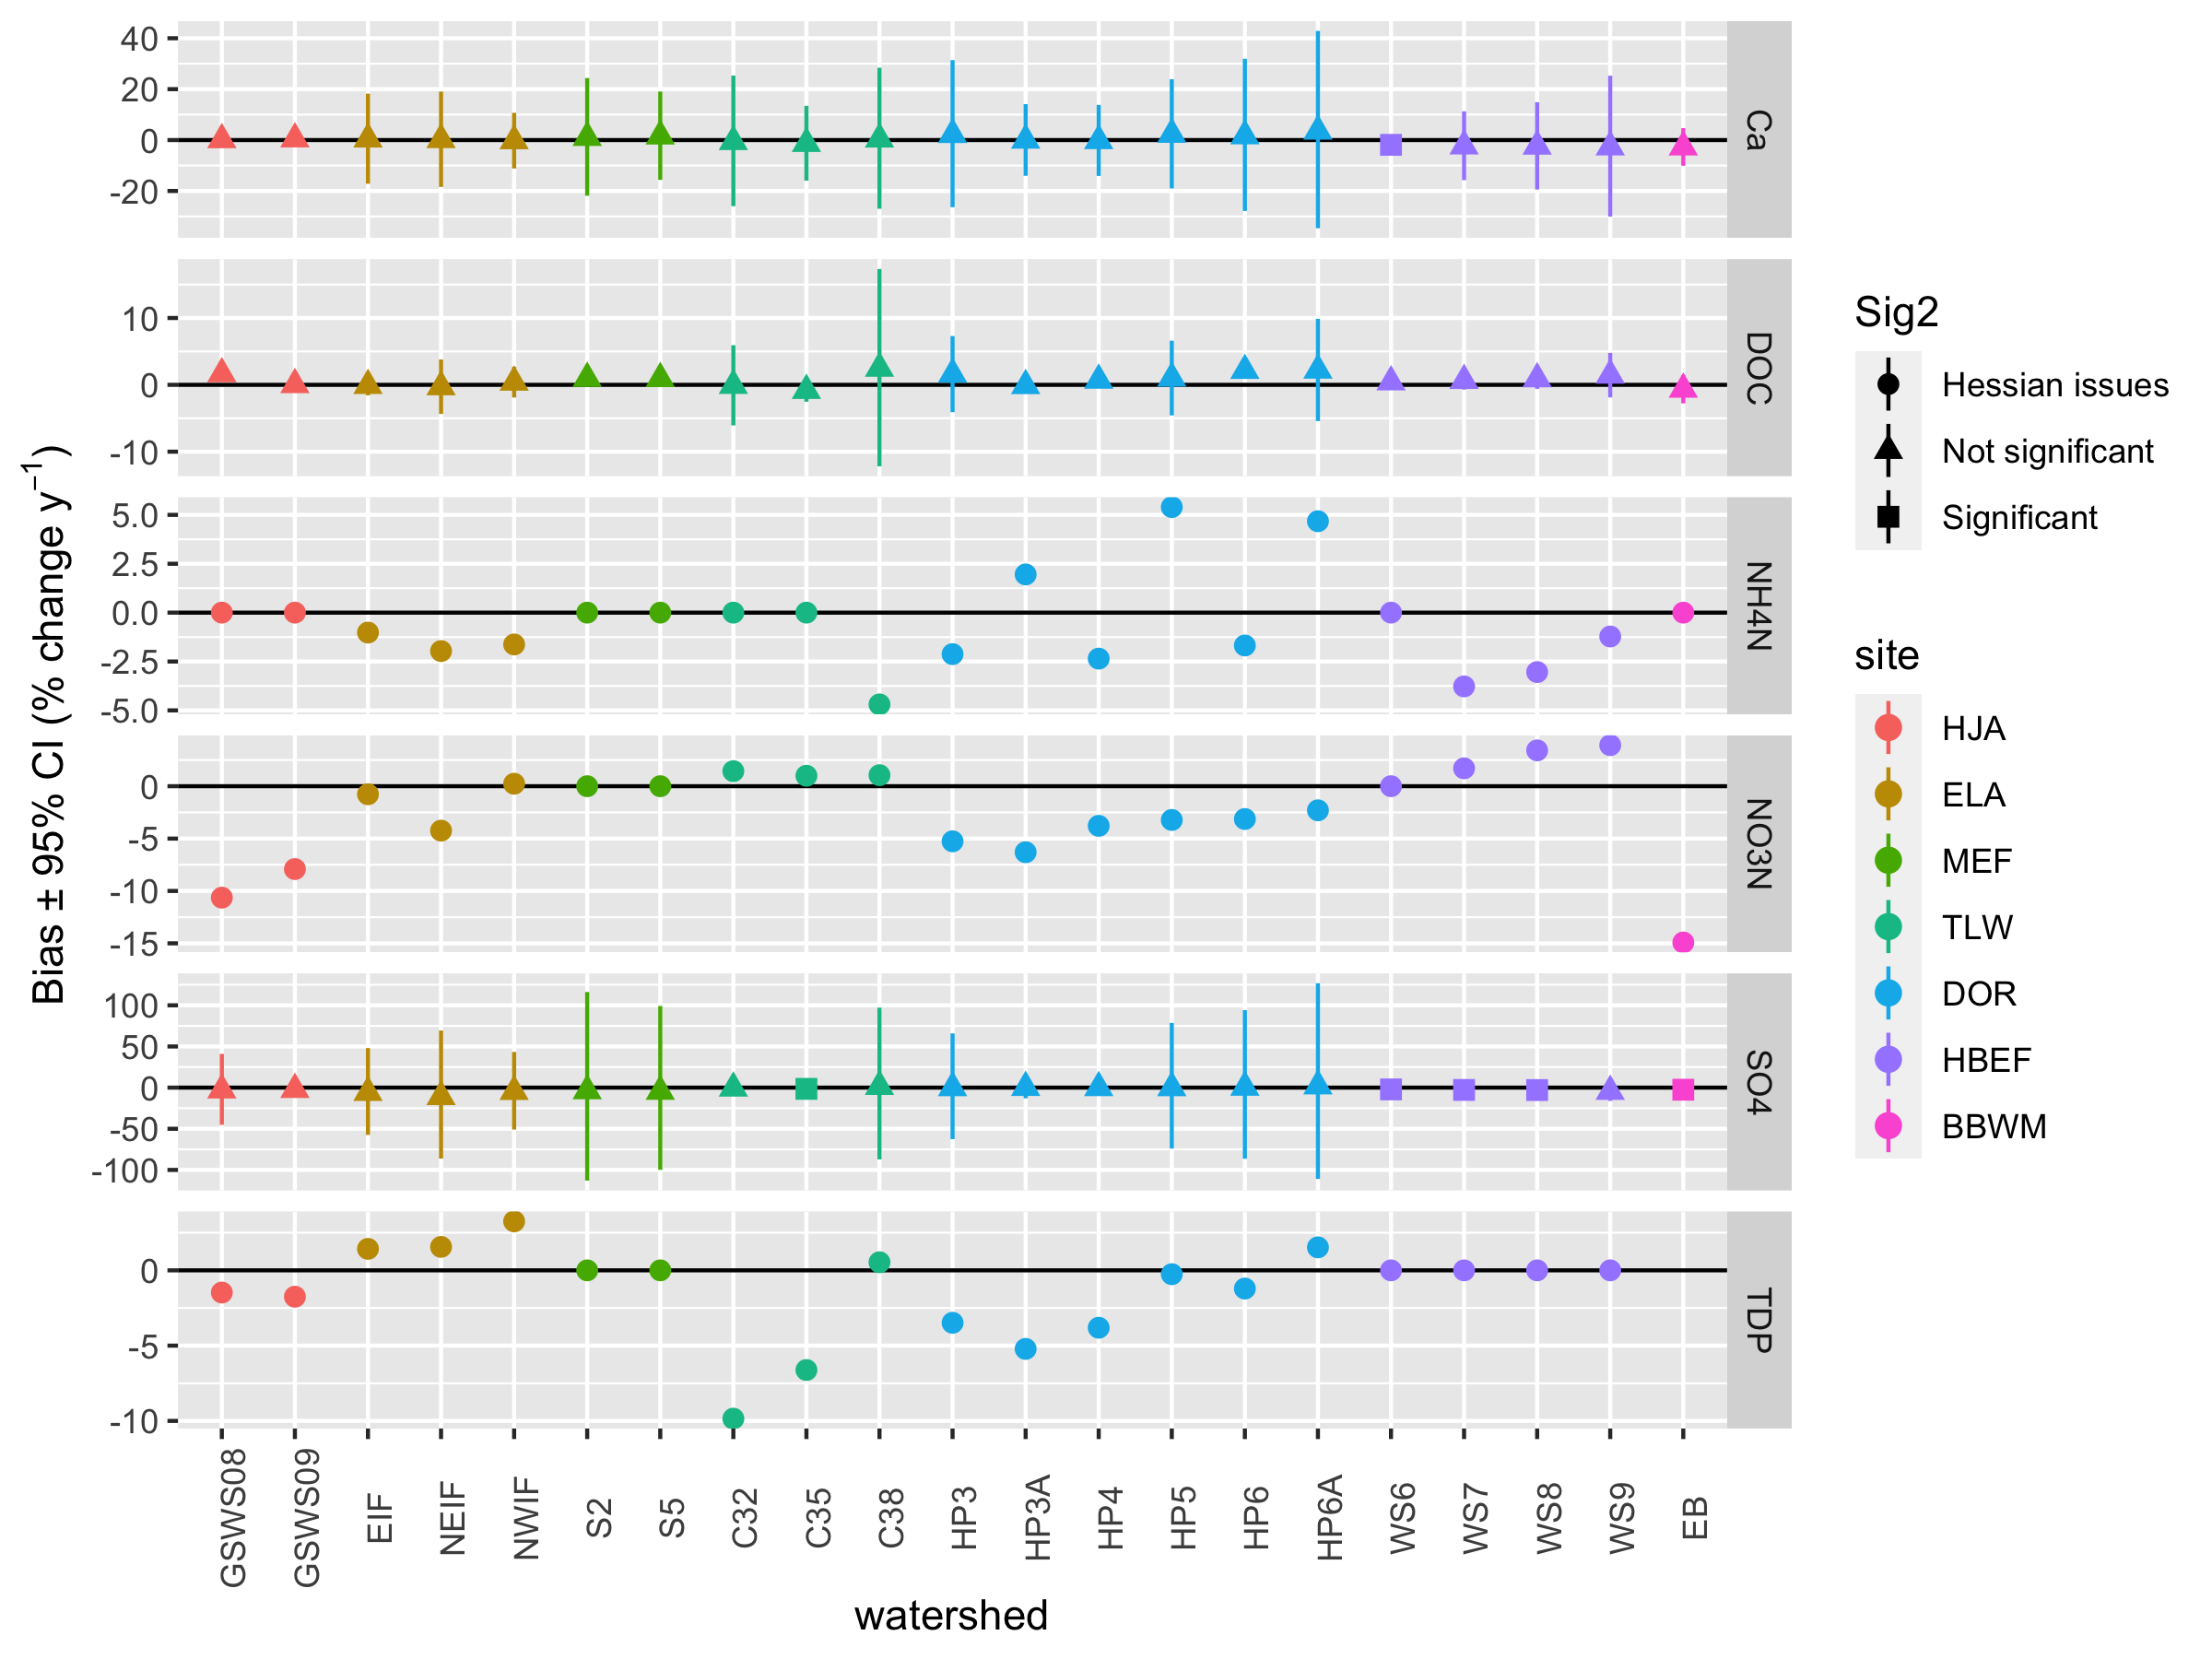 Bias ± 95% CI (% change y⁻¹)
40
20
0
-20
Ca
10
0
-10
DOC
5.0
2.5
0.0
-2.5
-5.0
NH4N
0
-5
-10
-15
NO3N
100
50
0
-50
-100
SO4
0
-5
-10
TDP
GSWS08
GSWS09
EIF
NEIF
NWIF
S2
S5
C32
C35
C38
HP3
HP3A
HP4
HP5
HP6
HP6A
WS6
WS7
WS8
WS9
EB
watershed
Sig2
Hessian issues
Not significant
Significant
site
HJA
ELA
MEF
TLW
DOR
HBEF
BBWM